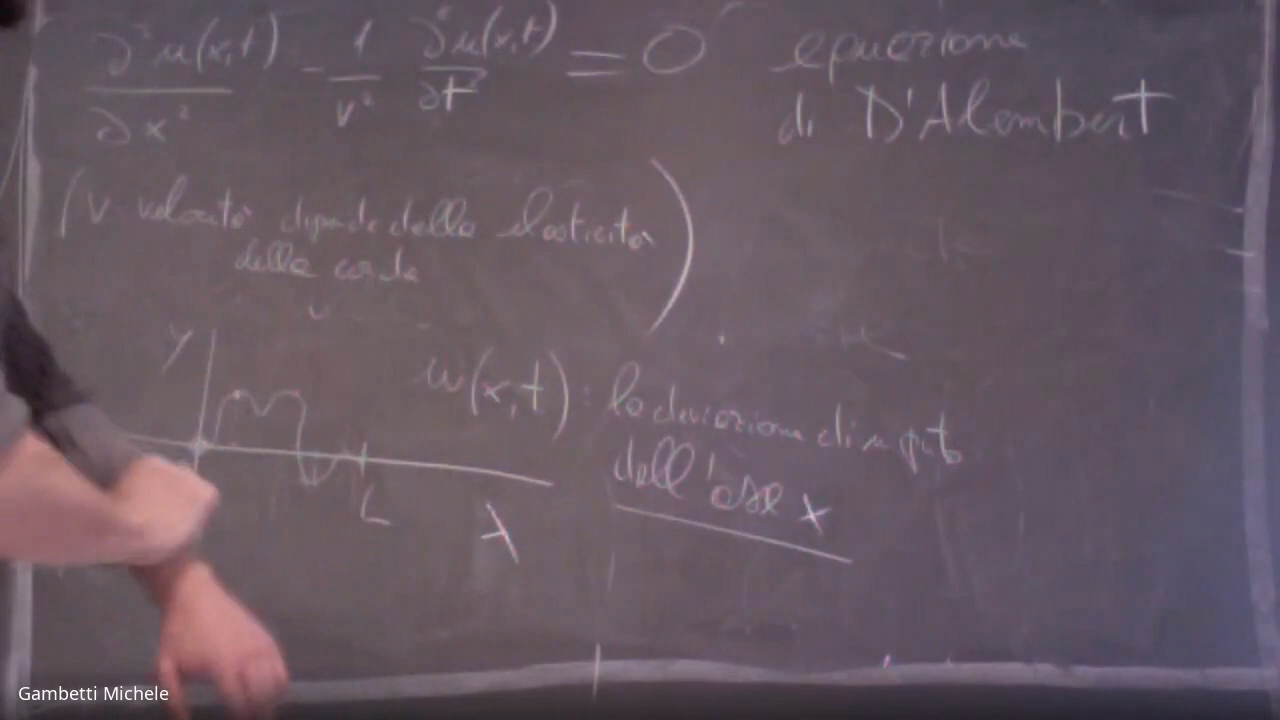 ∂²u(x,t)/∂x² - 1/v² ∂²u(x,t)/∂t² = 0 equazione
di D'Alembert
(v velocità dipende dalla elasticità
della corda)
y
u(x,t): la deviazione di un punto
dell'asse x
L
x
Gambetti Michele